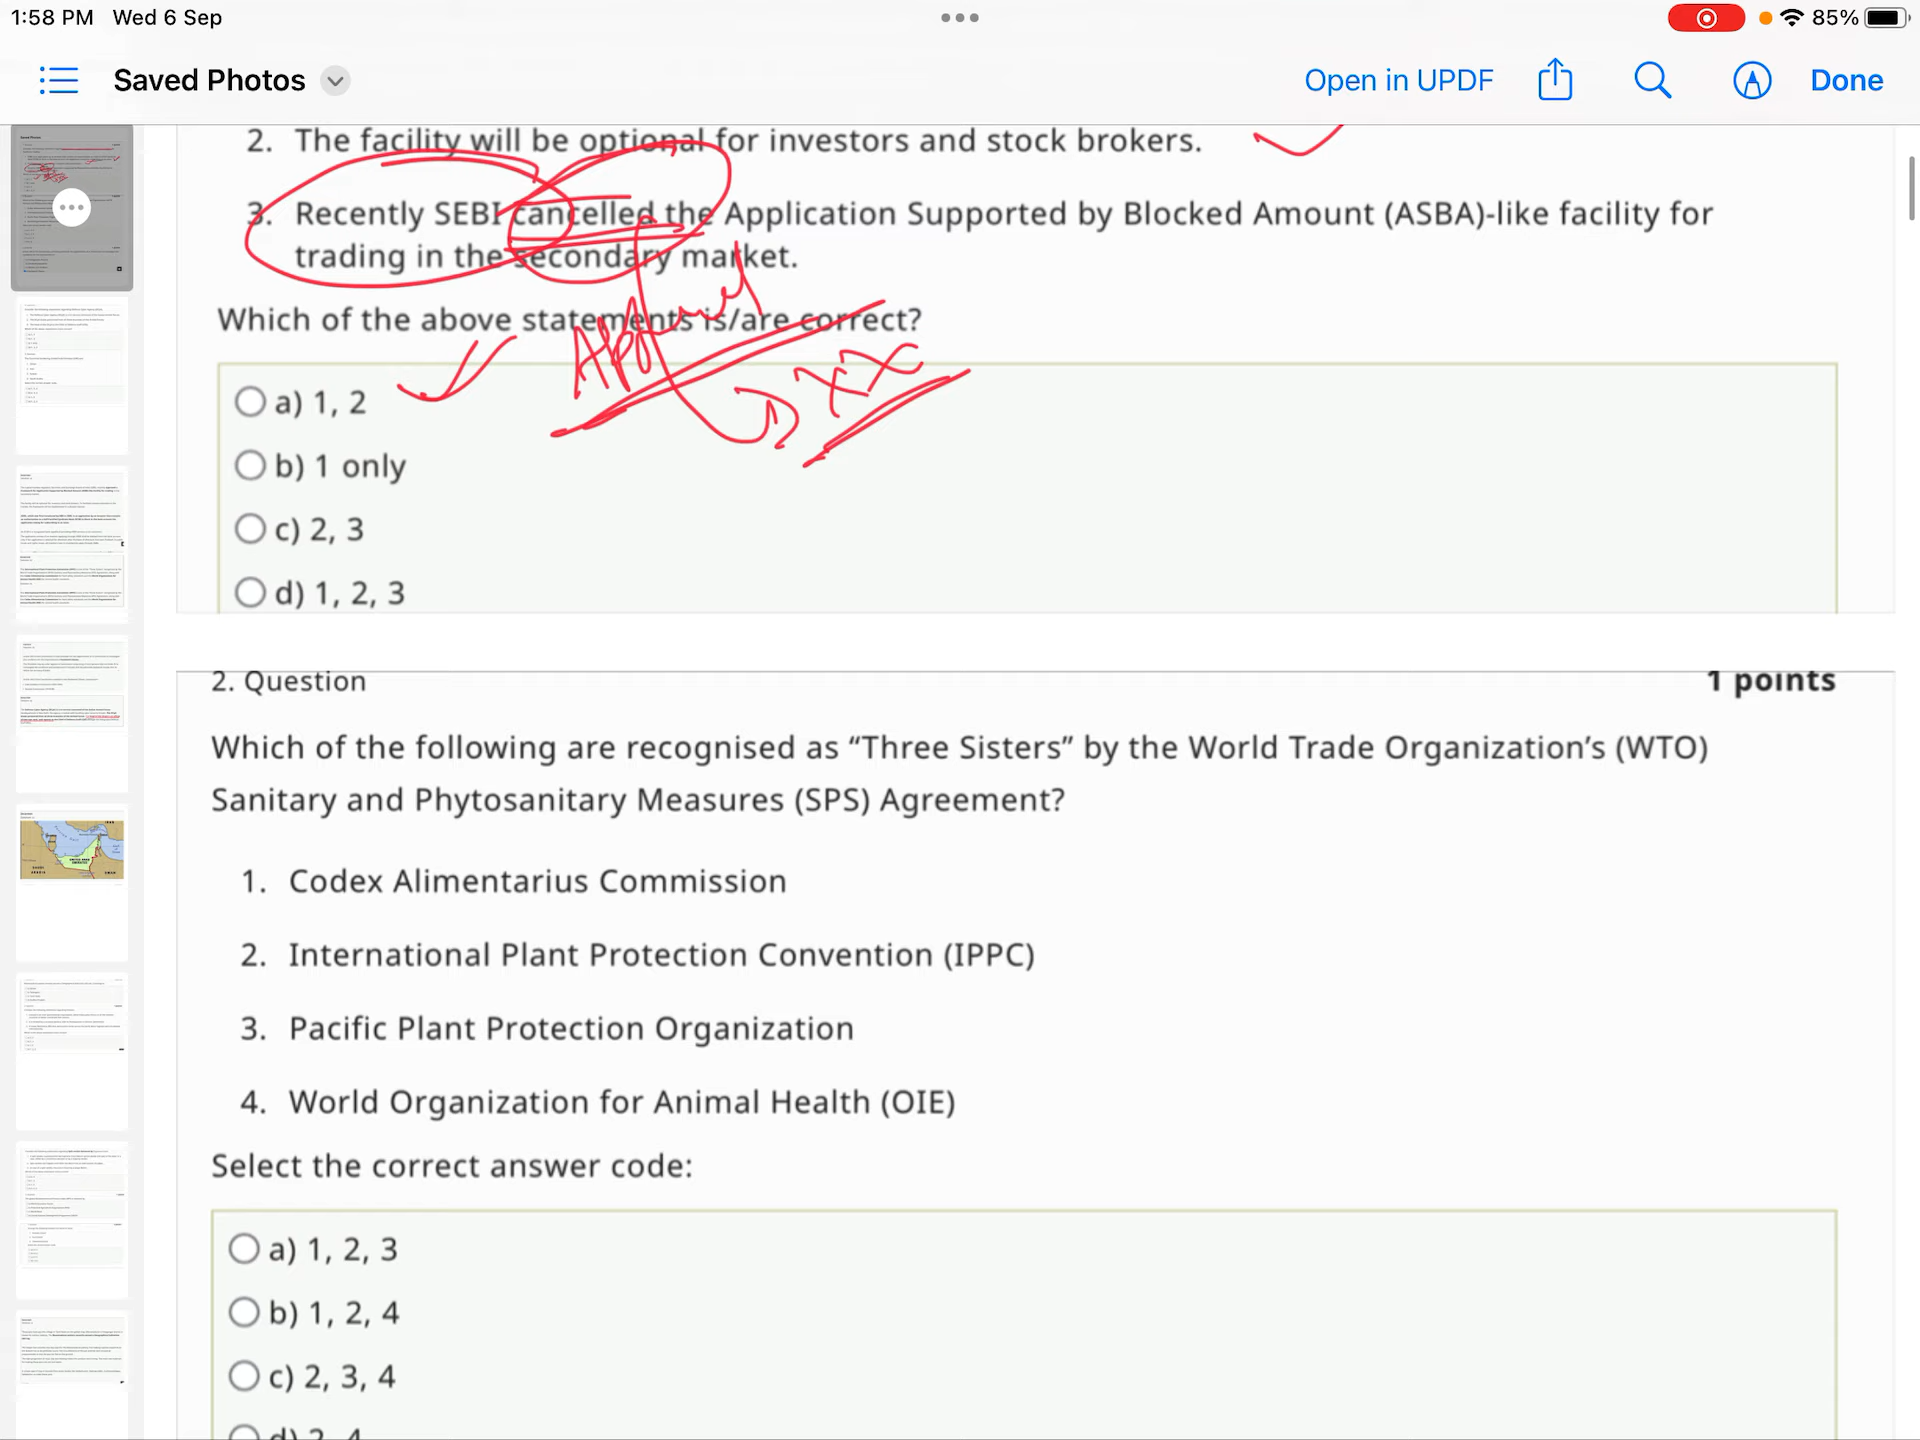 1:58 PM Wed 6 Sep
85%
Saved Photos
Open in UPDF
Done
2. The facility will be optional for investors and stock brokers.
3. Recently SEBI cancelled the Application Supported by Blocked Amount (ASBA)-like facility for
trading in the secondary market.
Which of the above statements is/are correct?
a) 1, 2
b) 1 only
c) 2, 3
d) 1, 2, 3
2. Question
1 points
Which of the following are recognised as “Three Sisters” by the World Trade Organization’s (WTO)
Sanitary and Phytosanitary Measures (SPS) Agreement?
1. Codex Alimentarius Commission
2. International Plant Protection Convention (IPPC)
3. Pacific Plant Protection Organization
4. World Organization for Animal Health (OIE)
Select the correct answer code:
a) 1, 2, 3
b) 1, 2, 4
c) 2, 3, 4
d) 2, 4